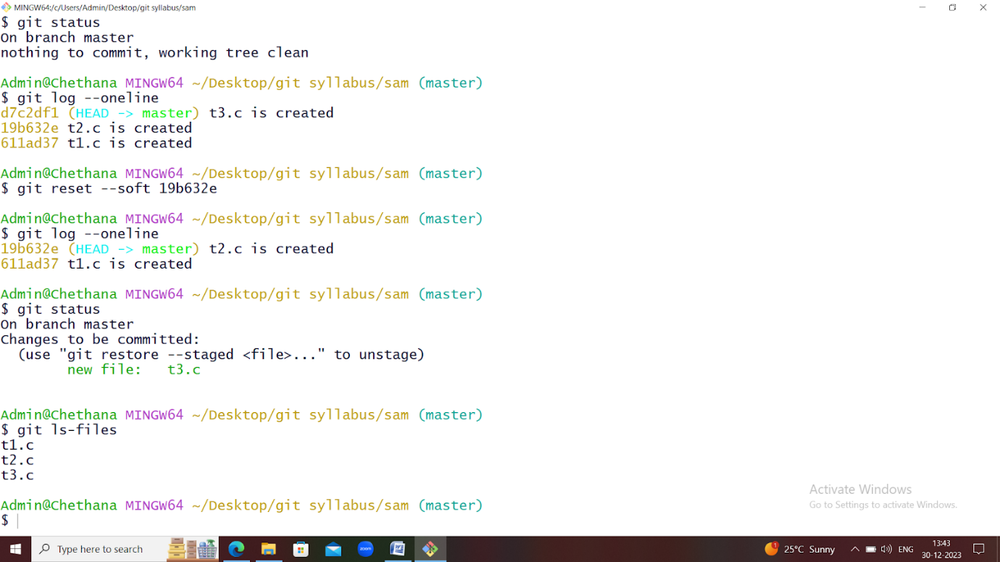 MINGW64:/c/Users/Admin/Desktop/git syllabus/sam
$ git status
On branch master
nothing to commit, working tree clean
Admin@Chethana MINGW64 ~/Desktop/git syllabus/sam (master)
$ git log --oneline
d7c2df1 (HEAD -> master) t3.c is created
19b632e t2.c is created
611ad37 t1.c is created
Admin@Chethana MINGW64 ~/Desktop/git syllabus/sam (master)
$ git reset --soft 19b632e
Admin@Chethana MINGW64 ~/Desktop/git syllabus/sam (master)
$ git log --oneline
19b632e (HEAD -> master) t2.c is created
611ad37 t1.c is created
Admin@Chethana MINGW64 ~/Desktop/git syllabus/sam (master)
$ git status
On branch master
Changes to be committed:
  (use "git restore --staged <file>..." to unstage)
        new file:   t3.c
Admin@Chethana MINGW64 ~/Desktop/git syllabus/sam (master)
$ git ls-files
t1.c
t2.c
t3.c
Admin@Chethana MINGW64 ~/Desktop/git syllabus/sam (master)
$
Activate Windows
Go to Settings to activate Windows.
Type here to search
zoom
1
25°C Sunny
ENG
13:43
30-12-2023